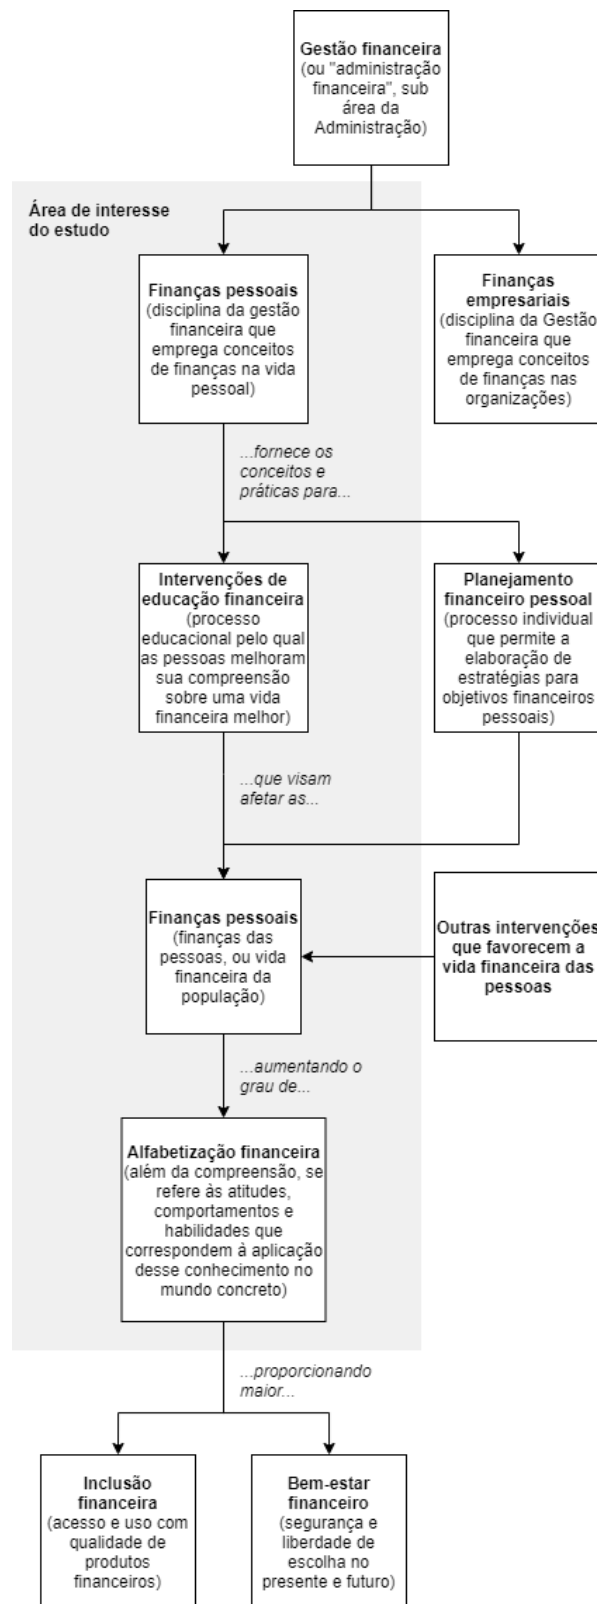 Gestão financeira
(ou "administração
financeira", sub
área da
Administração)
Área de interesse
do estudo
Finanças pessoais
(disciplina da gestão
financeira que
emprega conceitos
de finanças na vida
pessoal)
Finanças
empresariais
(disciplina da Gestão
financeira que
emprega conceitos
de finanças nas
organizações)
...fornece os
conceitos e
práticas para...
Intervenções de
educação financeira
(processo
educacional pelo qual
as pessoas melhoram
sua compreensão
sobre uma vida
financeira melhor)
Planejamento
financeiro pessoal
(processo individual
que permite a
elaboração de
estratégias para
objetivos financeiros
pessoais)
...que visam
afetar as...
Finanças pessoais
(finanças das
pessoas, ou vida
financeira da
população)
Outras intervenções
que favorecem a
vida financeira das
pessoas
...aumentando o
grau de...
Alfabetização financeira
(além da compreensão, se
refere às atitudes,
comportamentos e
habilidades que
correspondem à aplicação
desse conhecimento no
mundo concreto)
...proporcionando
maior...
Inclusão
financeira
(acesso e uso com
qualidade de
produtos
financeiros)
Bem-estar
financeiro
(segurança e
liberdade de
escolha no
presente e futuro)